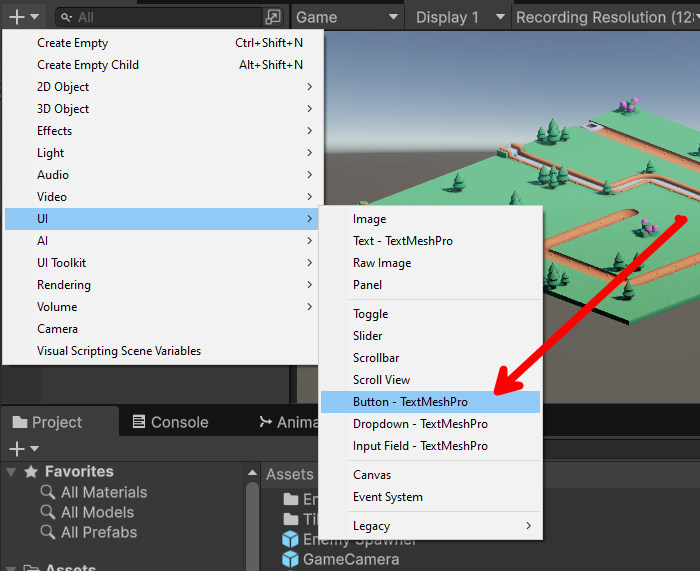 All
Game
Display 1
Recording Resolution (12
Create Empty Ctrl+Shift+N
Create Empty Child Alt+Shift+N
2D Object
3D Object
Effects
Light
Audio
Video
UI
AI
UI Toolkit
Rendering
Volume
Camera
Visual Scripting Scene Variables
Image
Text - TextMeshPro
Raw Image
Panel
Toggle
Slider
Scrollbar
Scroll View
Button - TextMeshPro
Dropdown - TextMeshPro
Input Field - TextMeshPro
Canvas
Event System
Legacy
Project
Console
Anima
Favorites
All Materials
All Models
All Prefabs
Assets
Assets
En
Til
Enemy Spawner
GameCamera